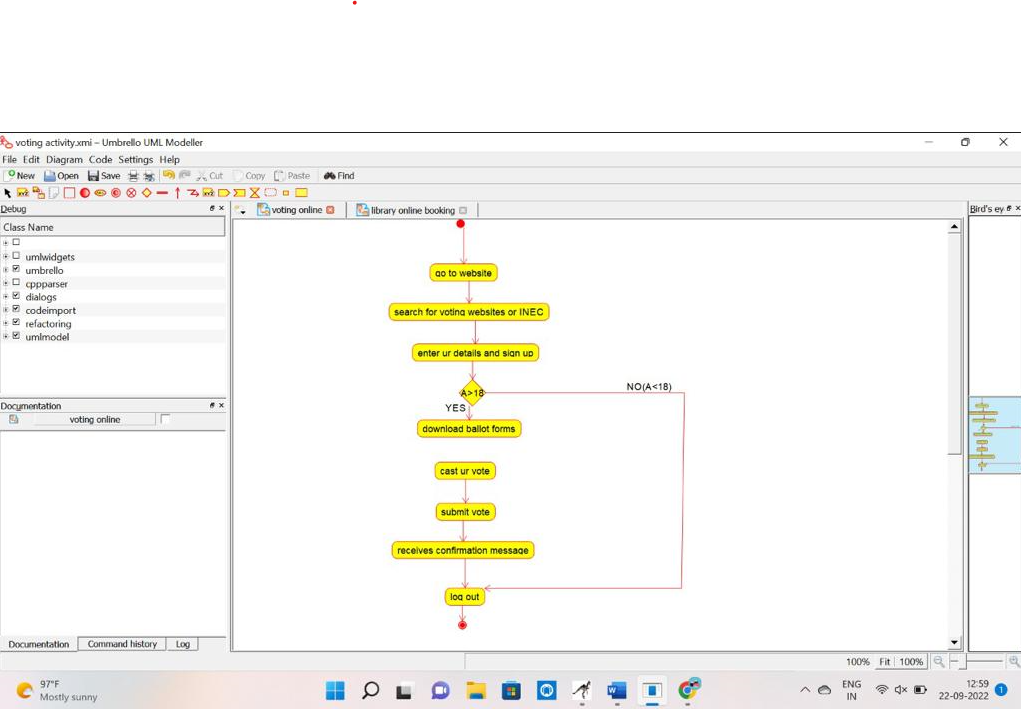 voting activity.xmi – Umbrello UML Modeller
File Edit Diagram Code Settings Help
New Open Save Cut Copy Paste Find
Debug
voting online
library online booking
Bird's ey
Class Name
umlwidgets
umbrello
cppparser
dialogs
codeimport
refactoring
umlmodel
Documentation
voting online
go to website
search for voting websites or INEC
enter ur details and sign up
A>18
NO(A<18)
YES
download ballot forms
cast ur vote
submit vote
receives confirmation message
log out
Documentation Command history Log
100% Fit 100%
97°F
Mostly sunny
ENG
IN
12:59
22-09-2022
1